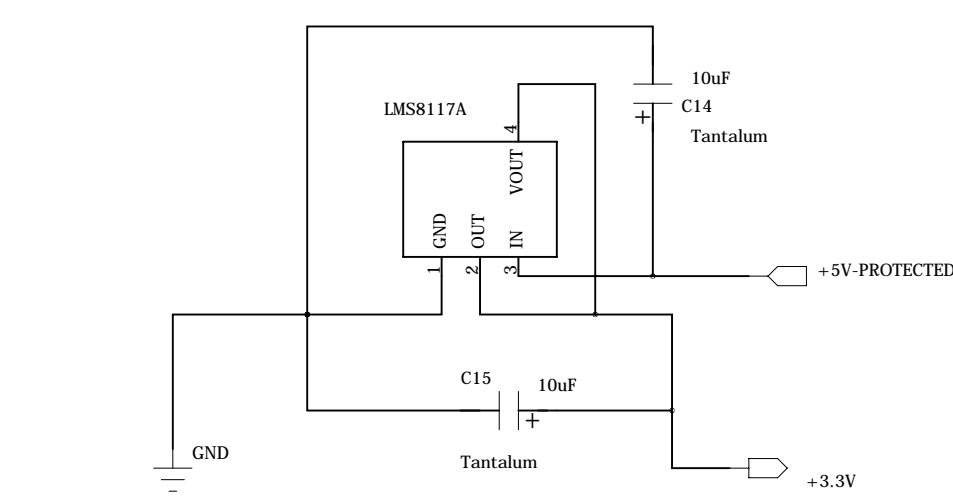 10uF
C14
+
Tantalum
LMS8117A
4
VOUT
GND
OUT
IN
1
2
3
+5V-PROTECTED
C15
10uF
+
Tantalum
GND
+3.3V